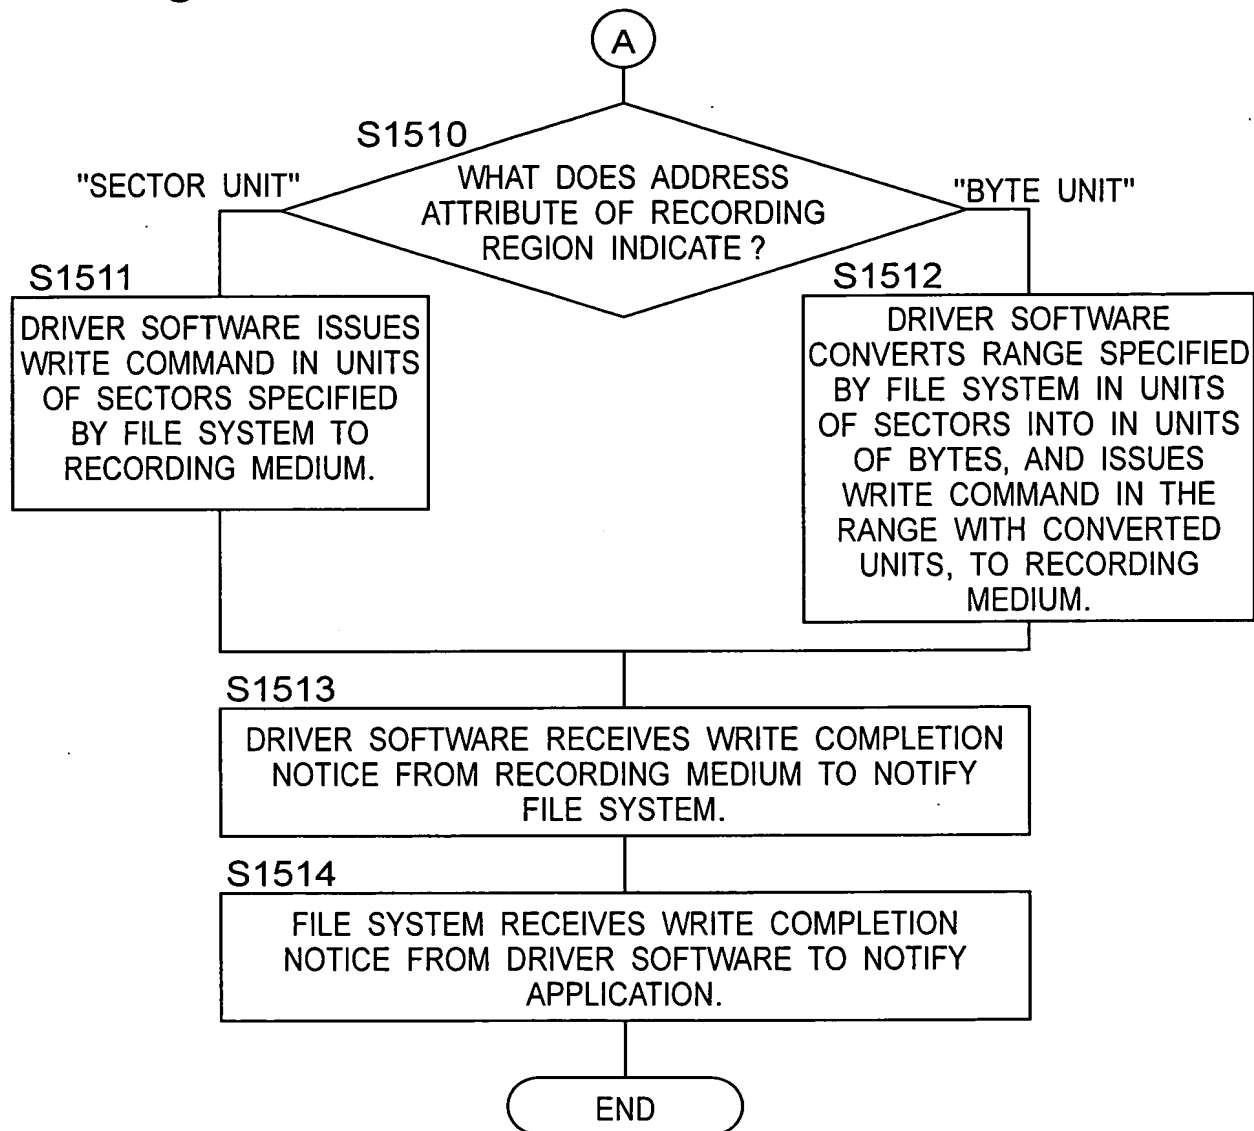 A
S1510
WHAT DOES ADDRESS
ATTRIBUTE OF RECORDING
REGION INDICATE ?
"SECTOR UNIT"
"BYTE UNIT"
S1511
DRIVER SOFTWARE ISSUES
WRITE COMMAND IN UNITS
OF SECTORS SPECIFIED
BY FILE SYSTEM TO
RECORDING MEDIUM.
S1512
DRIVER SOFTWARE
CONVERTS RANGE SPECIFIED
BY FILE SYSTEM IN UNITS
OF SECTORS INTO IN UNITS
OF BYTES, AND ISSUES
WRITE COMMAND IN THE
RANGE WITH CONVERTED
UNITS, TO RECORDING
MEDIUM.
S1513
DRIVER SOFTWARE RECEIVES WRITE COMPLETION
NOTICE FROM RECORDING MEDIUM TO NOTIFY
FILE SYSTEM.
S1514
FILE SYSTEM RECEIVES WRITE COMPLETION
NOTICE FROM DRIVER SOFTWARE TO NOTIFY
APPLICATION.
END